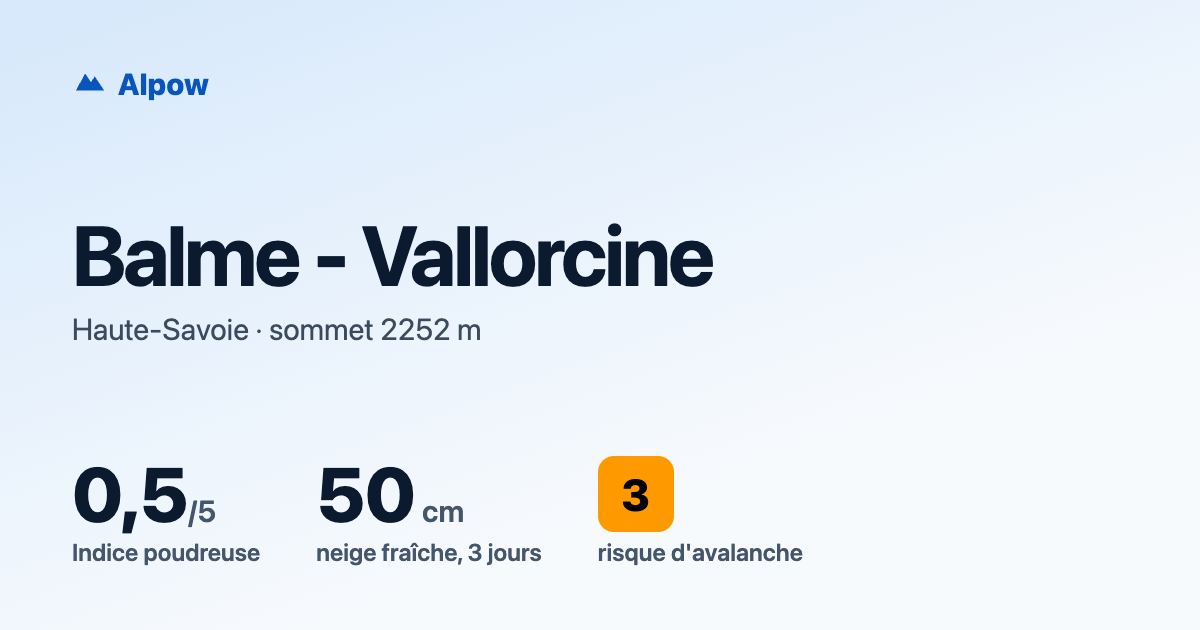 Alpow
Balme - Vallorcine
Haute-Savoie · sommet 2252 m
0,5/5
Indice poudreuse
50 cm
neige fraîche, 3 jours
3
risque d'avalanche